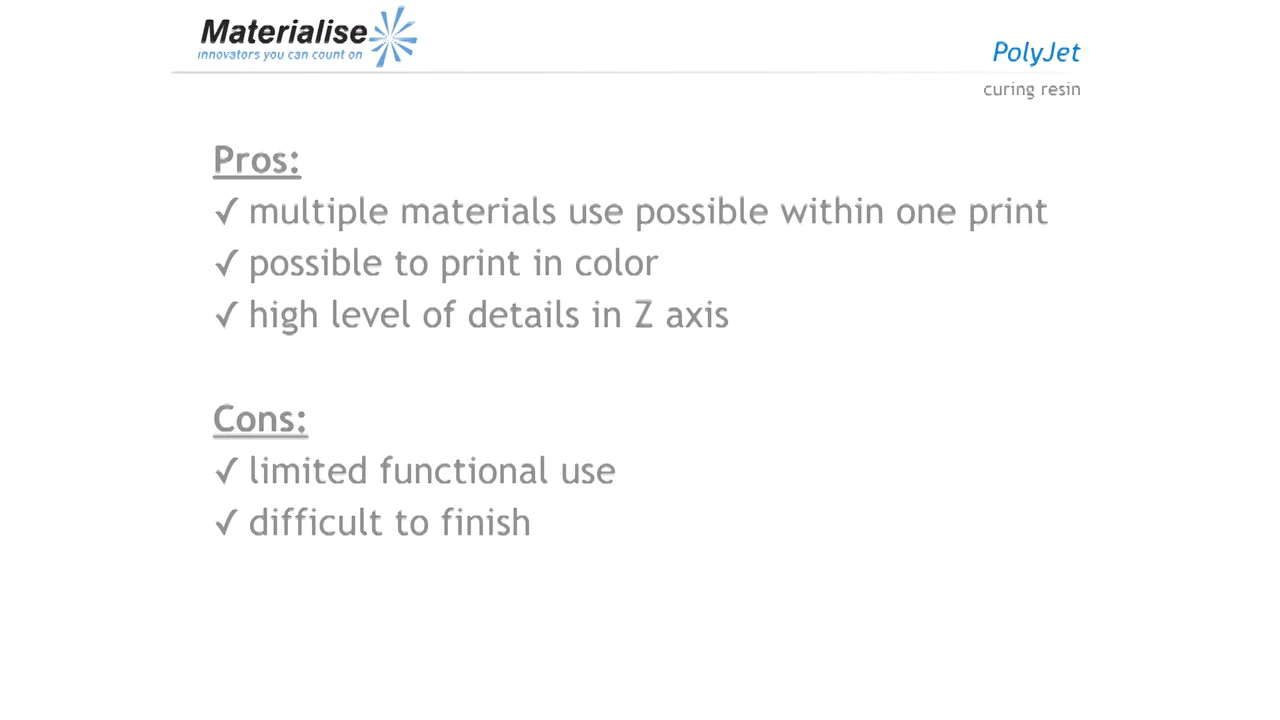 Materialise
innovators you can count on
PolyJet
curing resin
Pros:
✓ multiple materials use possible within one print
✓ possible to print in color
✓ high level of details in Z axis
Cons:
✓ limited functional use
✓ difficult to finish